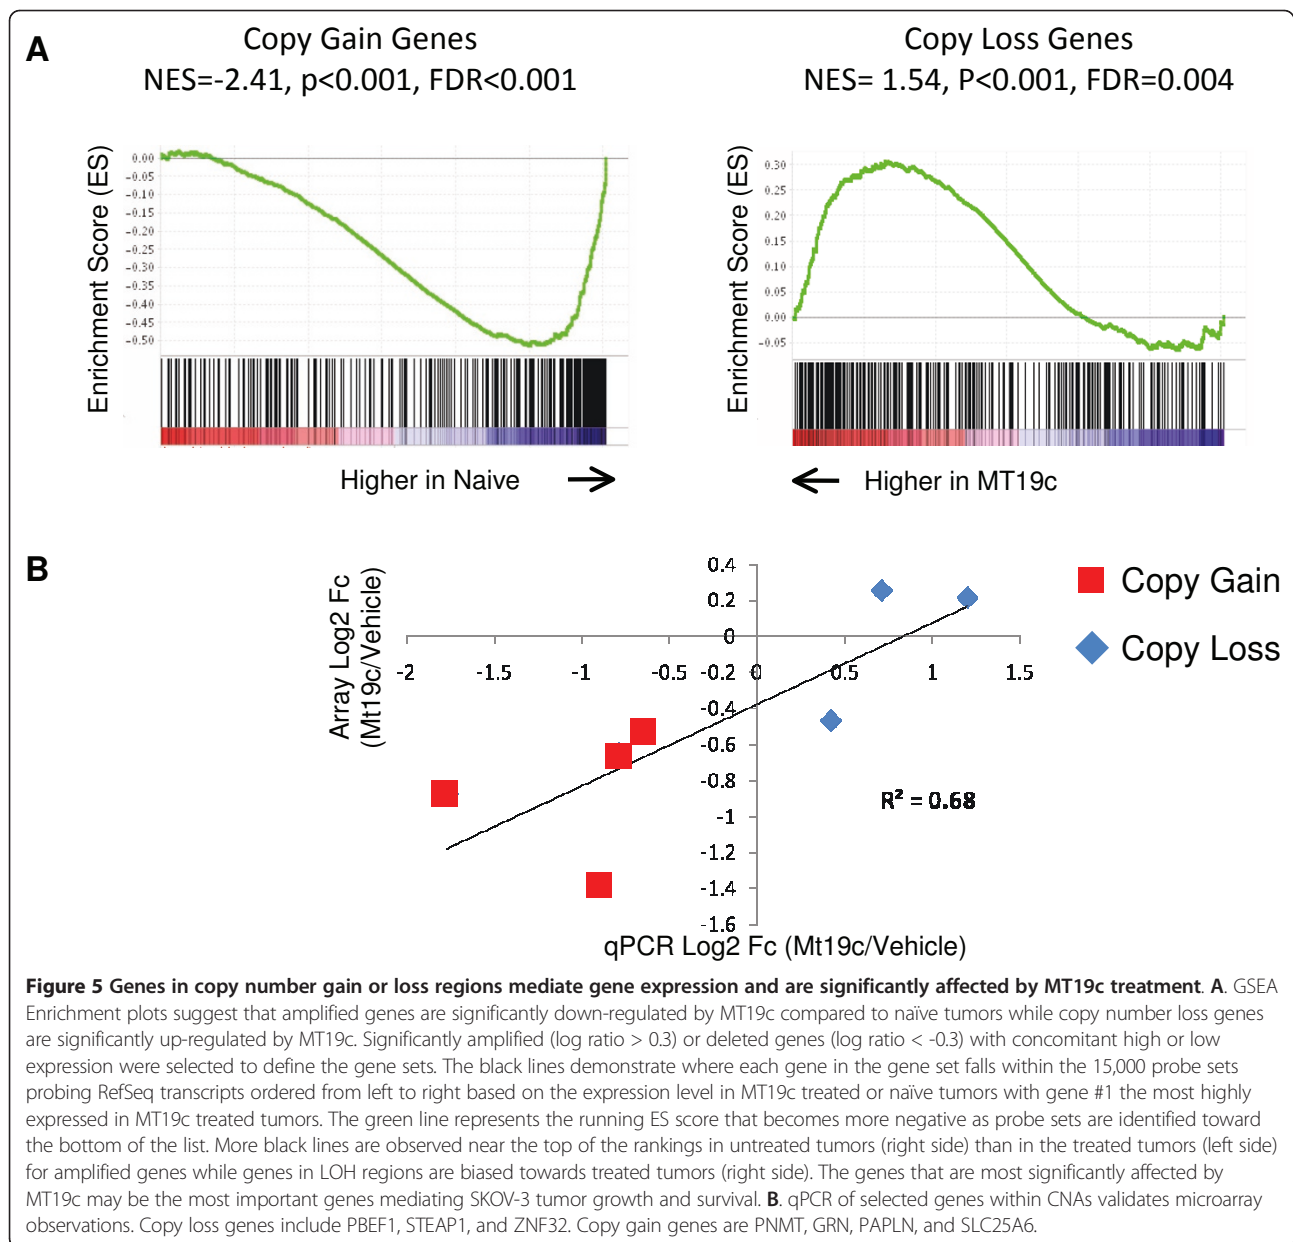 A
Copy Gain Genes
NES=-2.41, p<0.001, FDR<0.001
Copy Loss Genes
NES= 1.54, P<0.001, FDR=0.004
Enrichment Score (ES)
0.00
-0.05
-0.10
-0.15
-0.20
-0.25
-0.30
-0.35
-0.40
-0.45
-0.50
Higher in Naive
Enrichment Score (ES)
0.30
0.25
0.20
0.15
0.10
0.05
0.00
-0.05
Higher in MT19c
B
Array Log2 Fc
(Mt19c/Vehicle)
0.4
0.2
0
-0.2
-0.4
-0.6
-0.8
-1
-1.2
-1.4
-1.6
-2 -1.5 -1 -0.5 0 0.5 1 1.5
R² = 0.68
qPCR Log2 Fc (Mt19c/Vehicle)
Copy Gain
Copy Loss
Figure 5 Genes in copy number gain or loss regions mediate gene expression and are significantly affected by MT19c treatment. A. GSEA
Enrichment plots suggest that amplified genes are significantly down-regulated by MT19c compared to naïve tumors while copy number loss genes
are significantly up-regulated by MT19c. Significantly amplified (log ratio > 0.3) or deleted genes (log ratio < -0.3) with concomitant high or low
expression were selected to define the gene sets. The black lines demonstrate where each gene in the gene set falls within the 15,000 probe sets
probing RefSeq transcripts ordered from left to right based on the expression level in MT19c treated or naïve tumors with gene #1 the most highly
expressed in MT19c treated tumors. The green line represents the running ES score that becomes more negative as probe sets are identified toward
the bottom of the list. More black lines are observed near the top of the rankings in untreated tumors (right side) than in the treated tumors (left side)
for amplified genes while genes in LOH regions are biased towards treated tumors (right side). The genes that are most significantly affected by
MT19c may be the most important genes mediating SKOV-3 tumor growth and survival. B. qPCR of selected genes within CNAs validates microarray
observations. Copy loss genes include PBEF1, STEAP1, and ZNF32. Copy gain genes are PNMT, GRN, PAPLN, and SLC25A6.